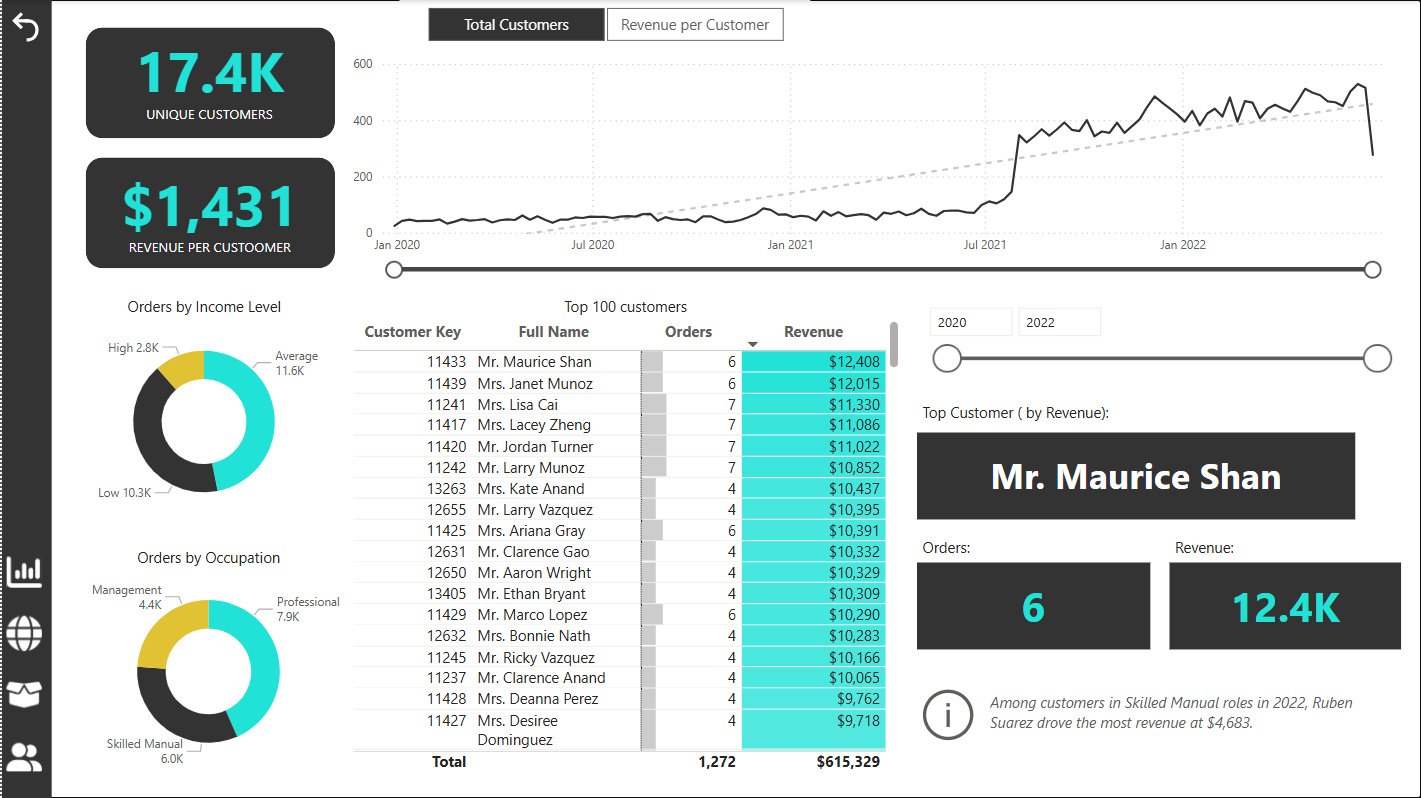 Total Customers
Revenue per Customer
17.4K
UNIQUE CUSTOMERS
$1,431
REVENUE PER CUSTOOMER
600
400
200
0
Jan 2020
Jul 2020
Jan 2021
Jul 2021
Jan 2022
Orders by Income Level
High 2.8K
Average
11.6K
Low 10.3K
Orders by Occupation
Management
4.4K
Professional
7.9K
Skilled Manual
6.0K
Top 100 customers
Customer Key Full Name Orders Revenue
11433 Mr. Maurice Shan 6 $12,408
11439 Mrs. Janet Munoz 6 $12,015
11241 Mrs. Lisa Cai 7 $11,330
11417 Mrs. Lacey Zheng 7 $11,086
11420 Mr. Jordan Turner 7 $11,022
11242 Mr. Larry Munoz 7 $10,852
13263 Mrs. Kate Anand 4 $10,437
12655 Mr. Larry Vazquez 4 $10,395
11425 Mrs. Ariana Gray 6 $10,391
12631 Mr. Clarence Gao 4 $10,332
12650 Mr. Aaron Wright 4 $10,329
13405 Mr. Ethan Bryant 4 $10,309
11429 Mr. Marco Lopez 6 $10,290
12632 Mrs. Bonnie Nath 4 $10,283
11245 Mr. Ricky Vazquez 4 $10,166
11237 Mr. Clarence Anand 4 $10,065
11428 Mrs. Deanna Perez 4 $9,762
11427 Mrs. Desiree 4 $9,718
Dominguez
Total 1,272 $615,329
2020
2022
Top Customer ( by Revenue):
Mr. Maurice Shan
Orders:
Revenue:
6
12.4K
Among customers in Skilled Manual roles in 2022, Ruben
Suarez drove the most revenue at $4,683.